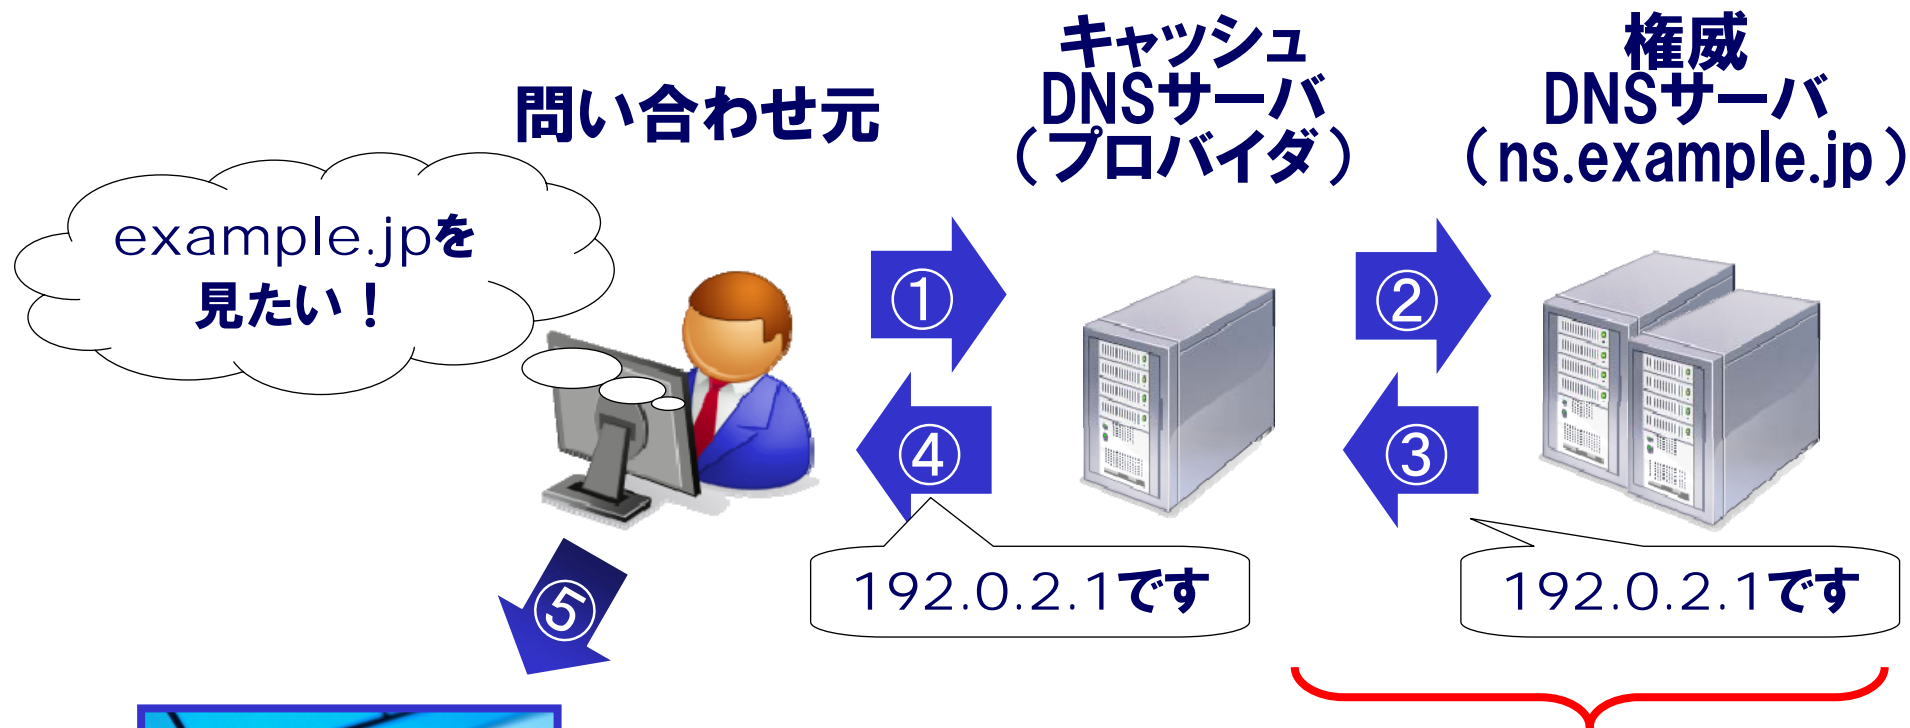 キャッシュ
DNSサーバ
（プロバイダ）
権威
DNSサーバ
（ns.example.jp）
問い合わせ元
example.jpを
見たい！
①
②
④
③
192.0.2.1です
192.0.2.1です
⑤